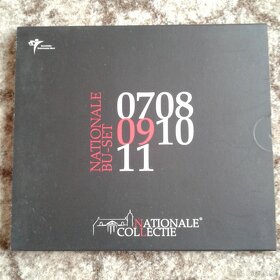 NATIONALE
BU-SET
0708
0910
11
NATIONALE®
COLLECTIE